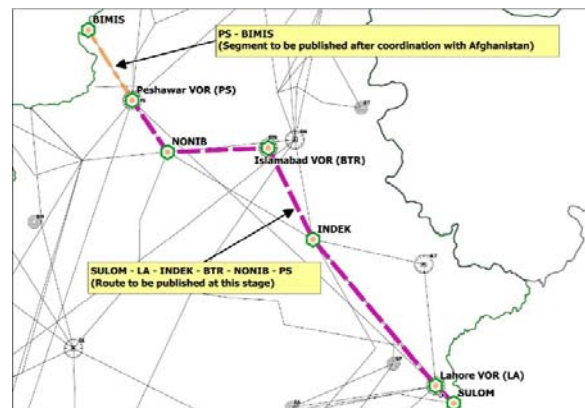 BIMIS
PS - BIMIS
(Segment to be published after coordination with Afghanistan)
Peshawar VOR (PS)
NONIB
Islamabad VOR (BTR)
INDEK
SULOM - LA - INDEK - BTR - NONIB - PS
(Route to be published at this stage)
Lahore VOR (LA)
SULOM